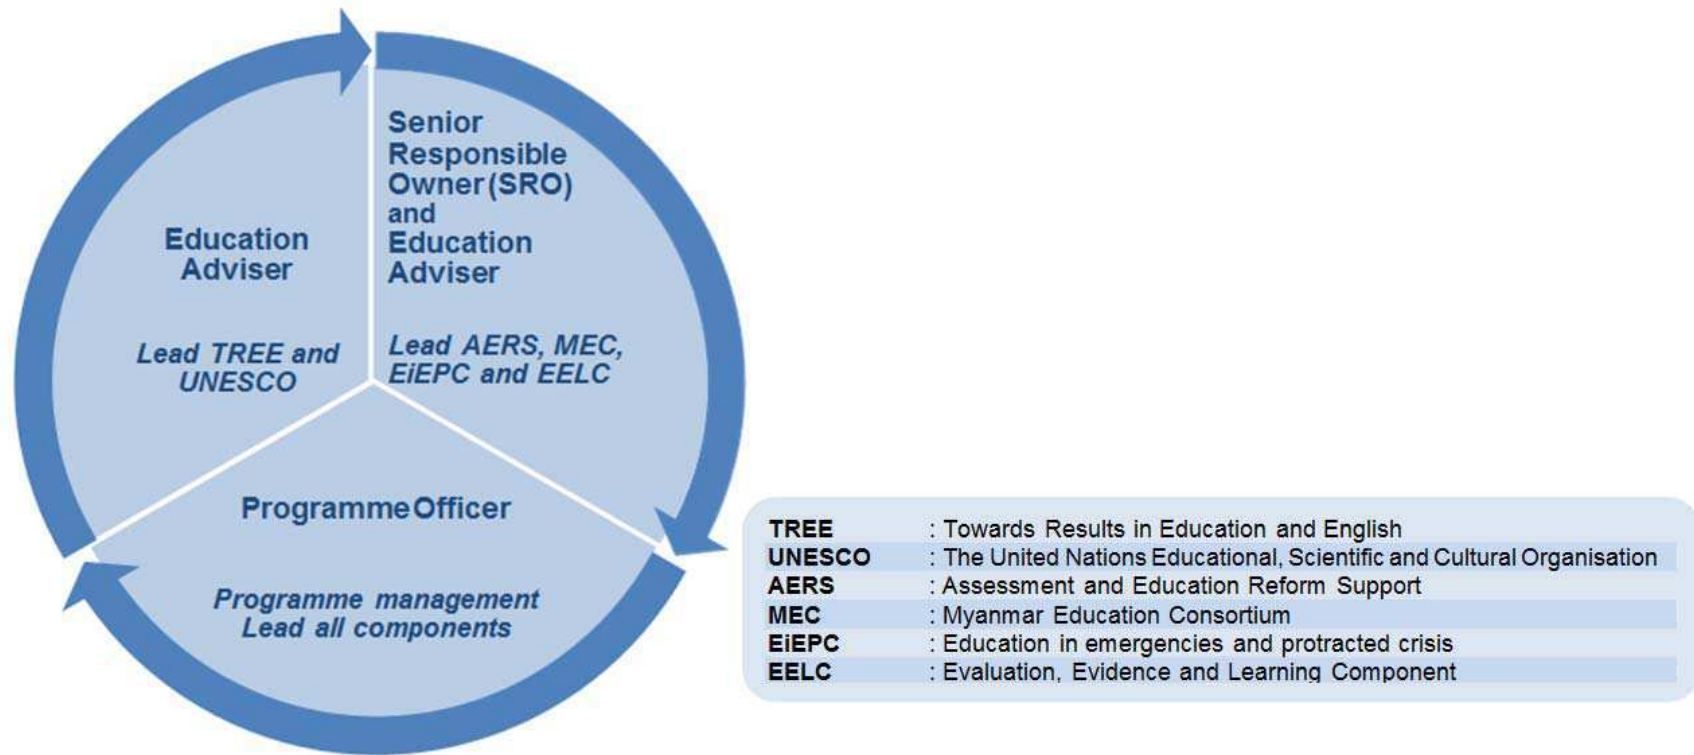 Senior
Responsible
Owner (SRO)
and
Education
Adviser
Lead AERS, MEC,
EiEPC and EELC
Education
Adviser
Lead TREE and
UNESCO
Programme Officer
Programme management
Lead all components
TREE : Towards Results in Education and English
UNESCO : The United Nations Educational, Scientific and Cultural Organisation
AERS : Assessment and Education Reform Support
MEC : Myanmar Education Consortium
EiEPC : Education in emergencies and protracted crisis
EELC : Evaluation, Evidence and Learning Component